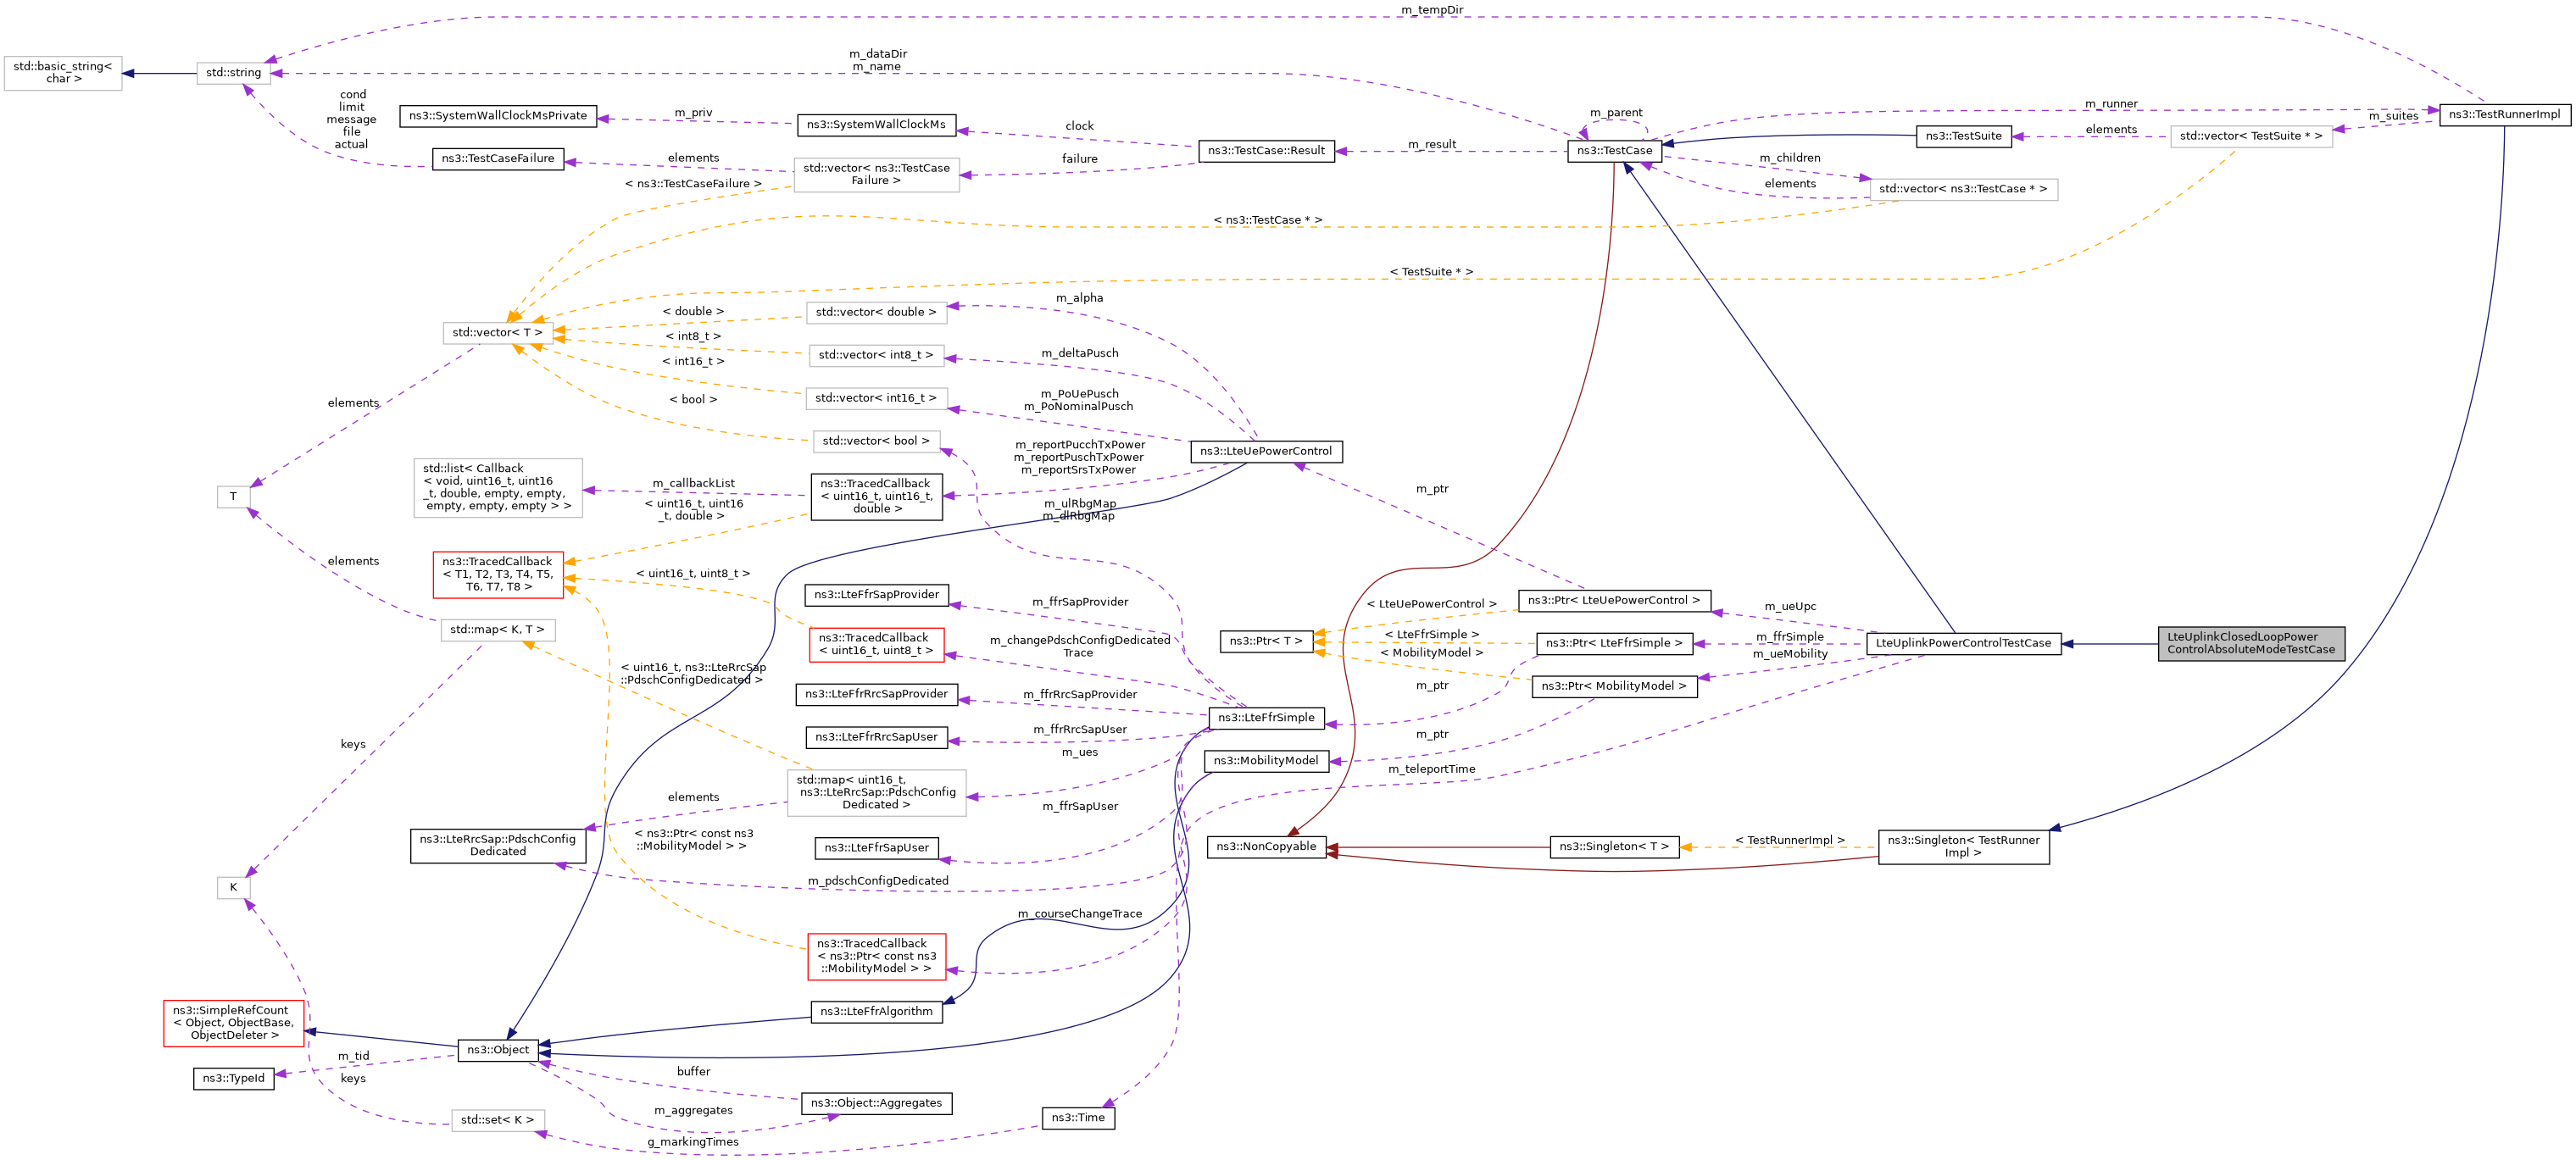 m_tempDir
std::basic_string<
char >
std::string
m_dataDir
m_name
cond
limit
message
file
actual
ns3::SystemWallClockMsPrivate
m_priv
ns3::SystemWallClockMs
clock
ns3::TestCaseFailure
elements
std::vector< ns3::TestCase
Failure >
failure
ns3::TestCase::Result
m_result
m_parent
ns3::TestCase
m_runner
ns3::TestRunnerImpl
m_suites
ns3::TestSuite
elements
std::vector< TestSuite * >
m_children
elements
std::vector< ns3::TestCase * >
< ns3::TestCaseFailure >
< ns3::TestCase * >
< TestSuite * >
std::vector< T >
< double >
std::vector< double >
m_alpha
< int8_t >
std::vector< int8_t >
m_deltaPusch
< int16_t >
std::vector< int16_t >
m_PoUePusch
m_PoNominalPusch
< bool >
std::vector< bool >
elements
T
ns3::LteUePowerControl
m_reportPucchTxPower
m_reportPuschTxPower
m_reportSrsTxPower
std::list< Callback
< void, uint16_t, uint16
_t, double, empty, empty,
empty, empty, empty > >
m_callbackList
ns3::TracedCallback
< uint16_t, uint16_t,
double >
< uint16_t, uint16
_t, double >
m_ulRbgMap
m_dlRbgMap
m_ptr
elements
ns3::TracedCallback
< T1, T2, T3, T4, T5,
T6, T7, T8 >
< uint16_t, uint8_t >
ns3::LteFfrSapProvider
m_ffrSapProvider
std::map< K, T >
ns3::TracedCallback
< uint16_t, uint8_t >
m_changePdschConfigDedicated
Trace
< uint16_t, ns3::LteRrcSap
::PdschConfigDedicated >
ns3::LteFfrRrcSapProvider
m_ffrRrcSapProvider
ns3::LteFfrRrcSapUser
m_ffrRrcSapUser
ns3::LteFfrSimple
ns3::Ptr< T >
< LteUePowerControl >
< LteFfrSimple >
< MobilityModel >
ns3::Ptr< LteUePowerControl >
ns3::Ptr< LteFfrSimple >
ns3::Ptr< MobilityModel >
m_ueUpc
m_ffrSimple
m_ueMobility
LteUplinkPowerControlTestCase
LteUplinkClosedLoopPower
ControlAbsoluteModeTestCase
m_ptr
m_ptr
m_teleportTime
keys
m_ues
std::map< uint16_t,
ns3::LteRrcSap::PdschConfig
Dedicated >
elements
ns3::MobilityModel
m_ffrSapUser
ns3::LteRrcSap::PdschConfig
Dedicated
< ns3::Ptr< const ns3
::MobilityModel > >
ns3::LteFfrSapUser
m_pdschConfigDedicated
ns3::NonCopyable
ns3::Singleton< T >
< TestRunnerImpl >
ns3::Singleton< TestRunner
Impl >
K
m_courseChangeTrace
ns3::TracedCallback
< ns3::Ptr< const ns3
::MobilityModel > >
ns3::LteFfrAlgorithm
ns3::SimpleRefCount
< Object, ObjectBase,
ObjectDeleter >
ns3::Object
m_tid
ns3::TypeId
keys
buffer
m_aggregates
ns3::Object::Aggregates
std::set< K >
g_markingTimes
ns3::Time